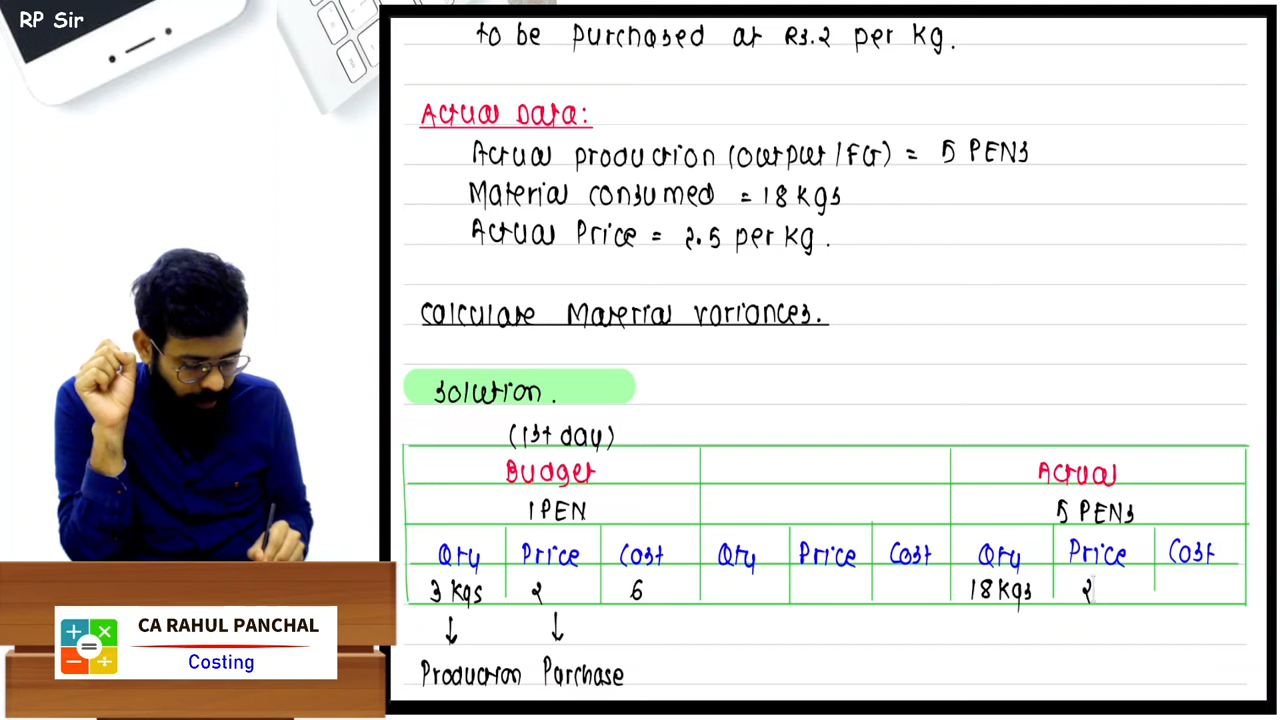 RP Sir
to be purchased at Rs.2 per kg.
Actual Data:
Actual production (output/FG) = 5 PENS
Material consumed = 18 kgs
Actual Price = 2.5 per kg.
Calculate Material variances.
Solution.
(1st day)
Budget Actual
1 PEN 5 PENS
Qty Price Cost Qty Price Cost Qty Price Cost
3 kgs 2 6 18 kgs 2
Production Purchase
CA RAHUL PANCHAL
Costing